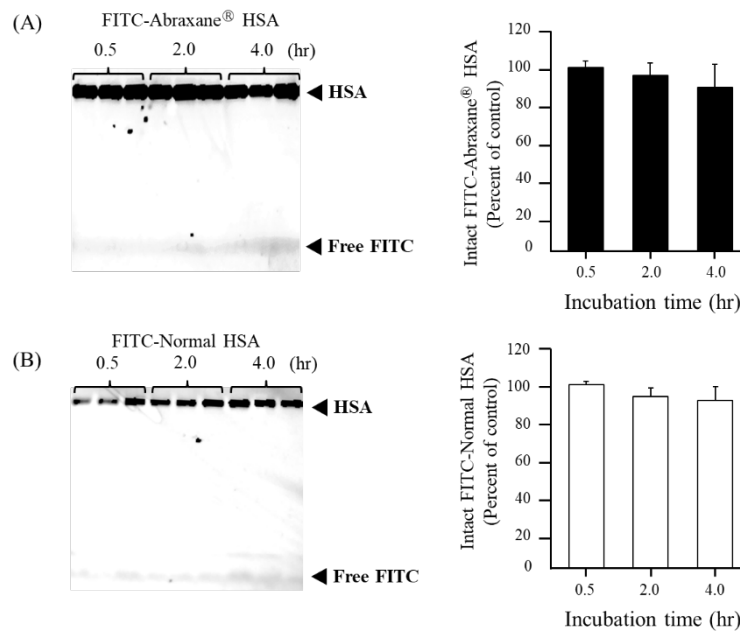 (A)
FITC-Abraxane® HSA
0.5 2.0 4.0 (hr)
HSA
Free FITC
Intact FITC-Abraxane® HSA
(Percent of control)
120
100
80
60
40
20
0
0.5 2.0 4.0
Incubation time (hr)
(B)
FITC-Normal HSA
0.5 2.0 4.0 (hr)
HSA
Free FITC
Intact FITC-Normal HSA
(Percent of control)
120
100
80
60
40
20
0
0.5 2.0 4.0
Incubation time (hr)